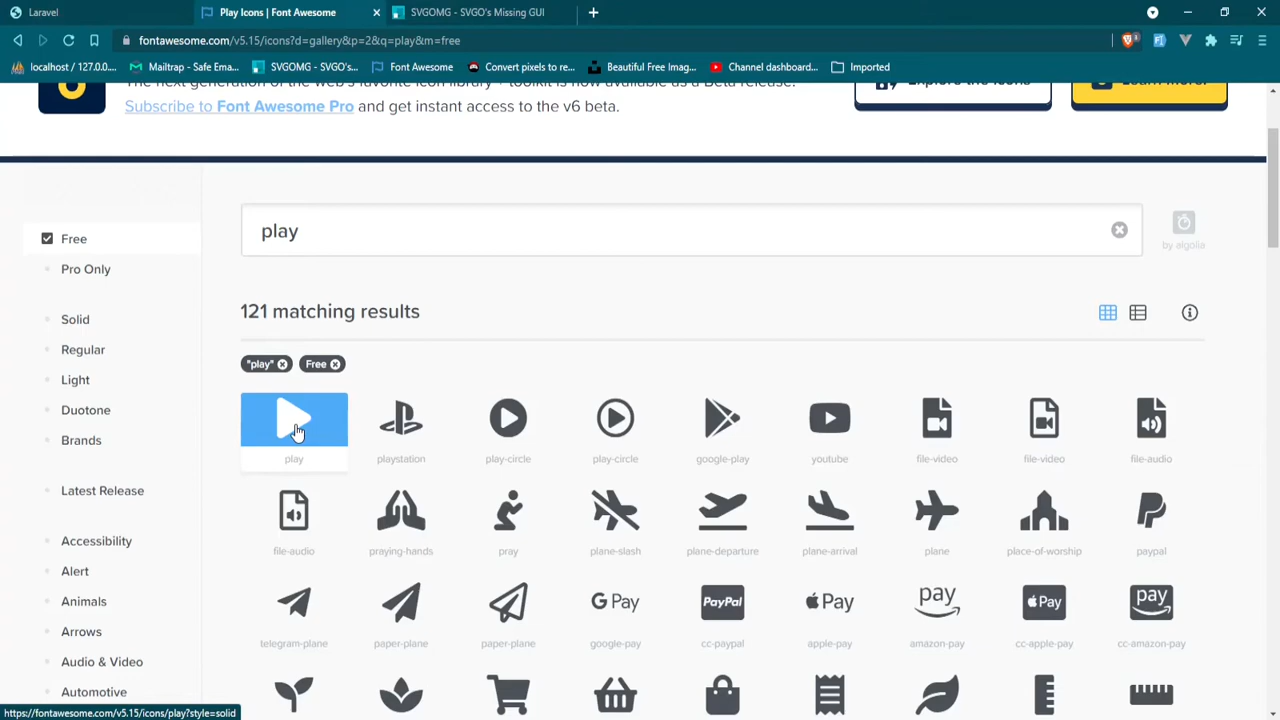 Laravel
Play Icons | Font Awesome
SVGOMG - SVGO's Missing GUI
fontawesome.com/v5.15/icons?d=gallery&p=2&q=play&m=free
localhost / 127.0.0....
Mailtrap - Safe Ema...
SVGOMG - SVGO's...
Font Awesome
Convert pixels to re...
Beautiful Free Imag...
Channel dashboard...
Imported
Subscribe to Font Awesome Pro and get instant access to the v6 beta.
play
by algolia
Free
Pro Only
Solid
Regular
Light
Duotone
Brands
Latest Release
Accessibility
Alert
Animals
Arrows
Audio & Video
Automotive
121 matching results
"play"
Free
play
playstation
play-circle
play-circle
google-play
youtube
file-video
file-video
file-audio
file-audio
praying-hands
pray
plane-slash
plane-departure
plane-arrival
plane
place-of-worship
paypal
G Pay
PayPal
Pay
pay
Pay
pay
telegram-plane
paper-plane
paper-plane
google-pay
cc-paypal
apple-pay
amazon-pay
cc-apple-pay
cc-amazon-pay
https://fontawesome.com/v5.15/icons/play?style=solid